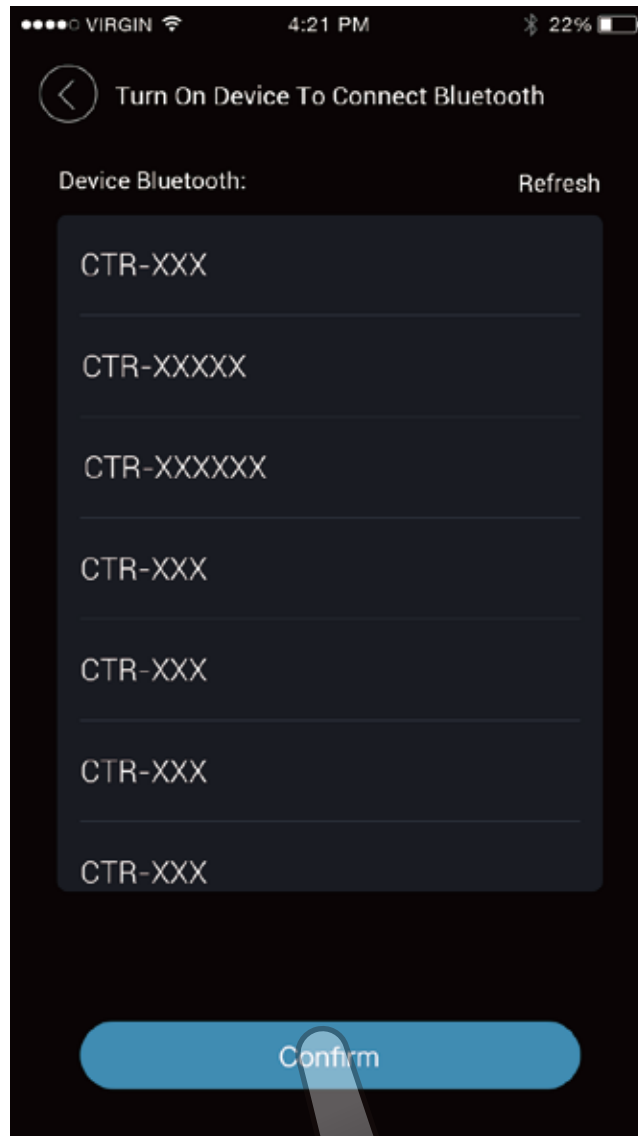 VIRGIN 4:21 PM 22%
Turn On Device To Connect Bluetooth
Device Bluetooth: Refresh
CTR-XXX
CTR-XXXXX
CTR-XXXXXX
CTR-XXX
CTR-XXX
CTR-XXX
CTR-XXX
Confirm